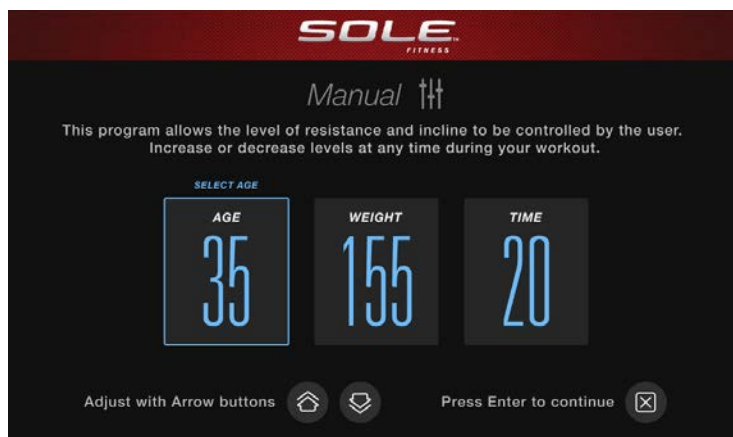 SOLE
FITNESS
Manual
This program allows the level of resistance and incline to be controlled by the user.
Increase or decrease levels at any time during your workout.
SELECT AGE
AGE WEIGHT TIME
35 155 20
Adjust with Arrow buttons Press Enter to continue